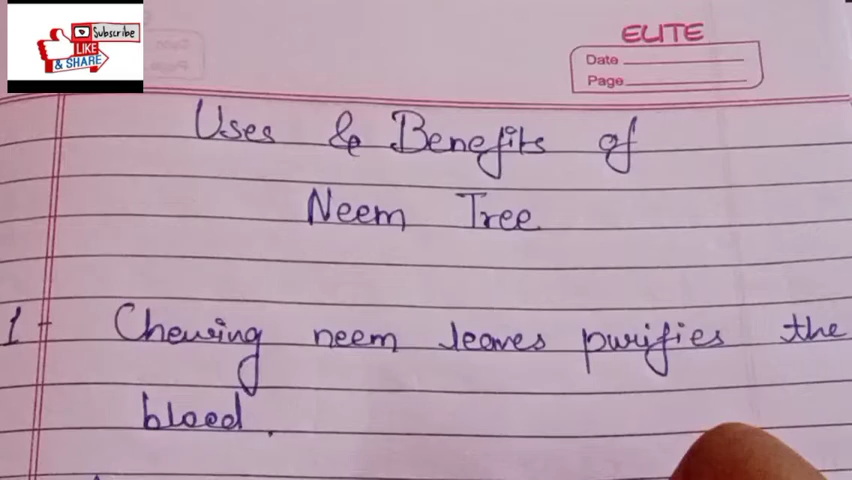 Subscribe
LIKE
& SHARE
ELITE
Date
Page
Uses & Benefits of
Neem Tree
1- Chewing neem leaves purifies the
blood.